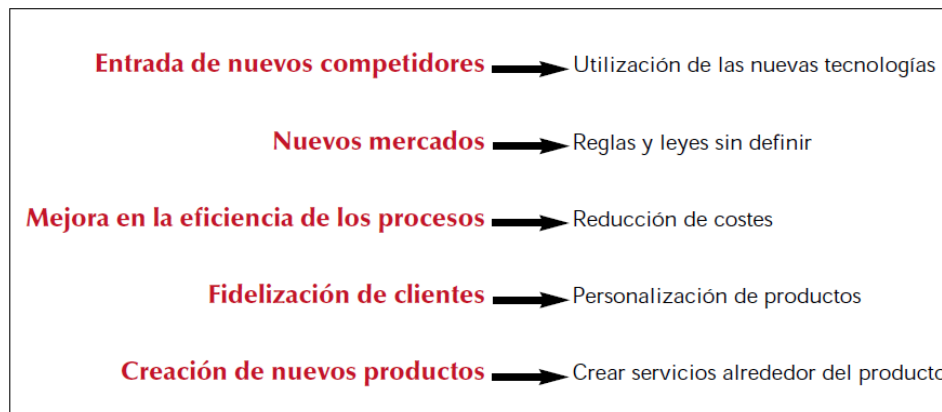 Entrada de nuevos competidores Utilización de las nuevas tecnologías
Nuevos mercados Reglas y leyes sin definir
Mejora en la eficiencia de los procesos Reducción de costes
Fidelización de clientes Personalización de productos
Creación de nuevos productos Crear servicios alrededor del producto